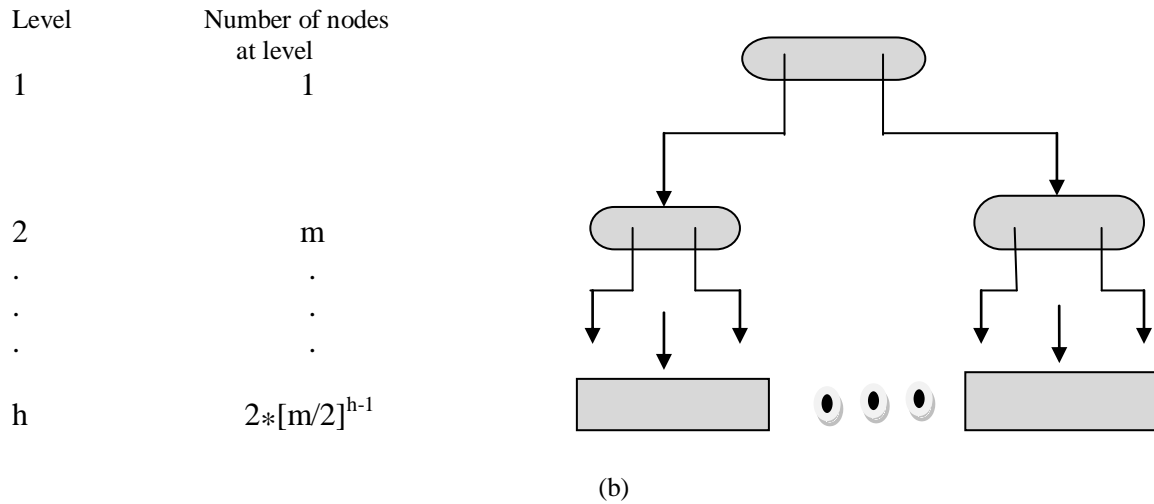 Level Number of nodes
at level
1 1
2 m
. .
. .
. .
h 2*[m/2]^{h-1}
(b)